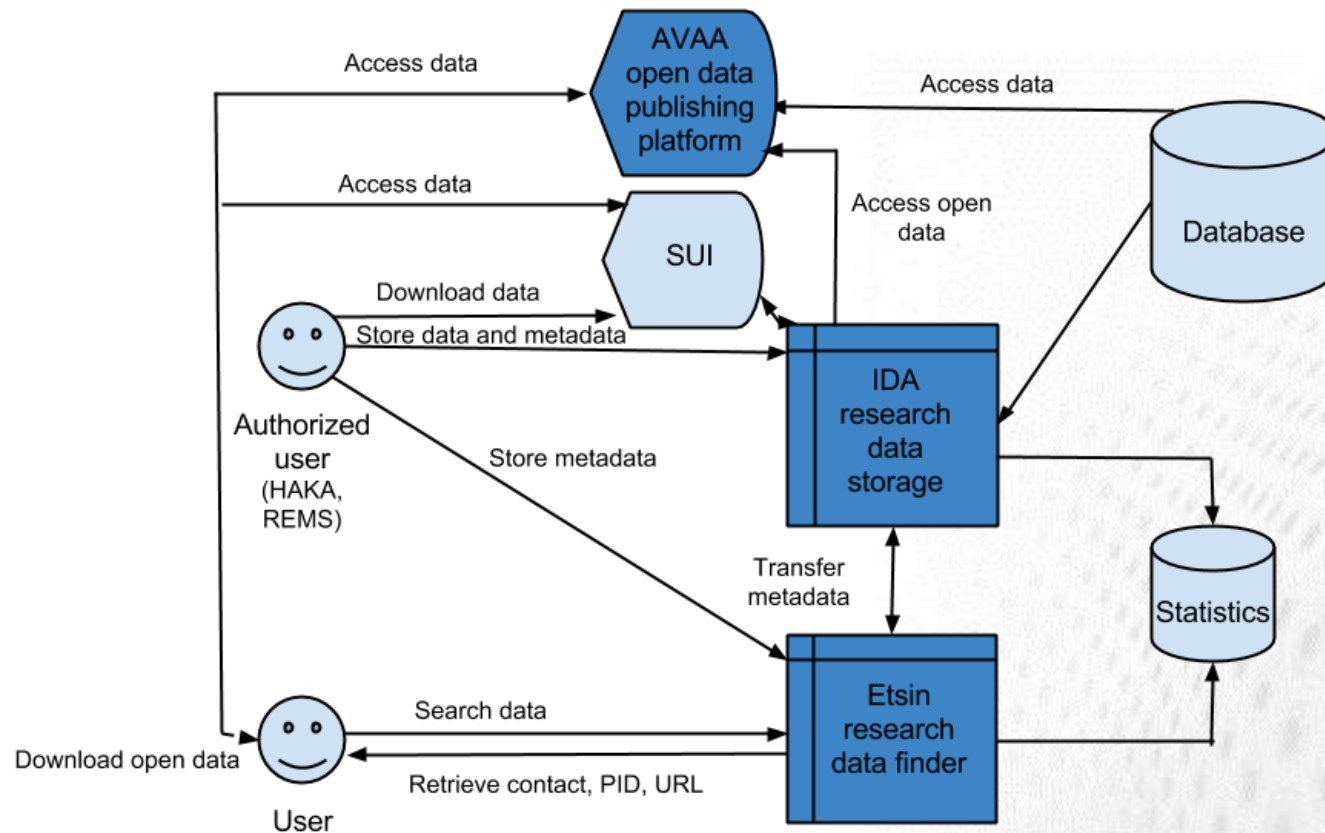 AVAA
open data
publishing
platform
Access data
Access data
Access data
Access open
data
Database
SUI
Download data
Store data and metadata
IDA
research
data
storage
Authorized
user
(HAKA,
REMS)
Store metadata
Transfer
metadata
Statistics
Etsin
research
data finder
Search data
Download open data
Retrieve contact, PID, URL
User